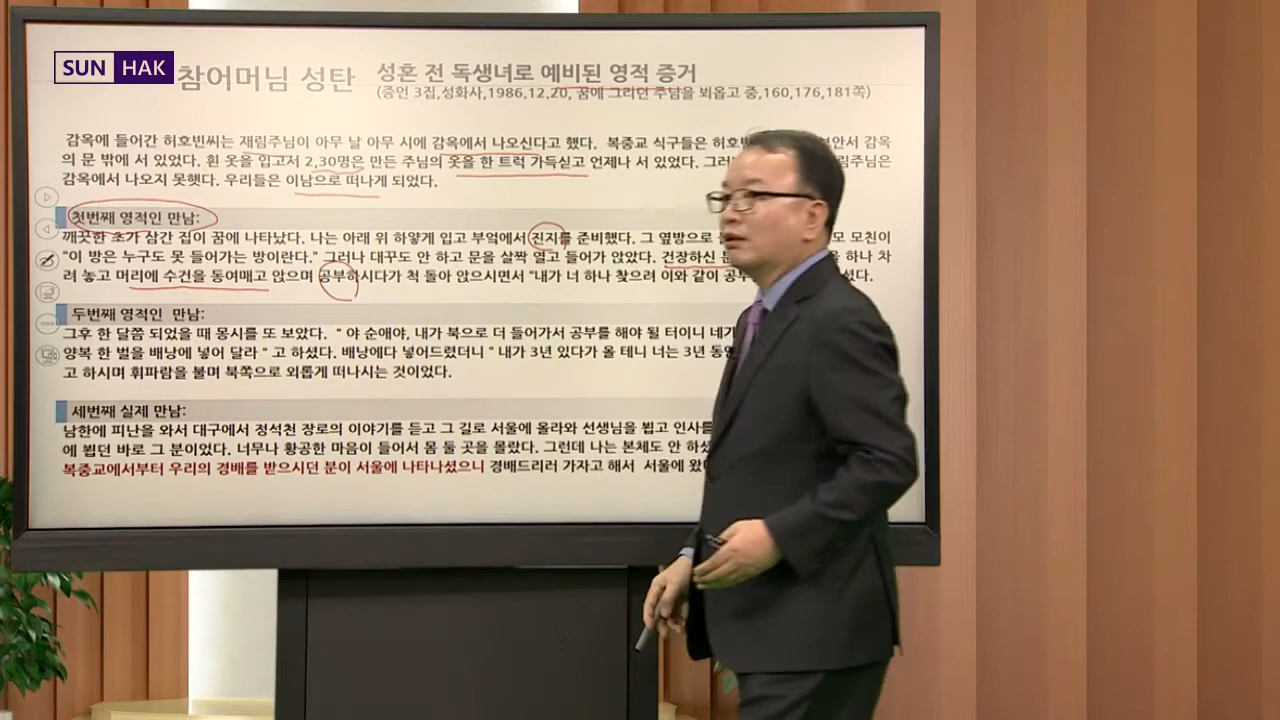 SUN HAK
참어머님 성탄 성혼 전 독생녀로 예비된 영적 증거
(증언 3집,성화사,1986,12,20, 꿈에 그리던 주님을 뵈옵고 중,160,176,181쪽)
감옥에 들어간 허호빈씨는 재림주님이 아무 날 아무 시에 감옥에서 나오신다고 했다. 복중교 식구들은 감옥
의 문 밖에 서 있었다. 흰 옷을 입고서 2,30명은 만든 주님의 옷을 한 트럭 가득싣고 언제나 서 있었다.
감옥에서 나오지 못햇다. 우리들은 이남으로 떠나게 되었다.
첫번째 영적인 만남:
깨끗한 초가 삼간 집이 꿈에 나타났다. 나는 아래 위 하얗게 입고 부엌에서 진지를 준비했다. 그 옆방으로 모친이
"이 방은 누구도 못 들어가는 방이란다." 그러나 대꾸도 안 하고 문을 살짝 열고 들어가 앉았다. 건장하신 하나 차
려 놓고 머리에 수건을 동여매고 앉으며 공부하시다가 척 돌아 앉으시면서 "내가 너 하나 찾으려 이와 같이
두번째 영적인 만남:
그후 한 달쯤 되었을 때 몽시를 또 보았다. " 야 순애야, 내가 북으로 더 들어가서 공부를 해야 될 터이니 네가
양복 한 벌을 배낭에 넣어 달라 " 고 하셨다. 배낭에다 넣어드렸더니 " 내가 3년 있다가 올 테니 너는 3년
고 하시며 휘파람을 불며 북쪽으로 외롭게 떠나시는 것이었다.
세번째 실제 만남:
남한에 피난을 와서 대구에서 정석천 장로의 이야기를 듣고 그 길로 서울에 올라와 선생님을 뵙고 인사를
에 뵙던 바로 그 분이었다. 너무나 황공한 마음이 들어서 몸 둘 곳을 몰랐다. 그런데 나는 본체도 안
복중교에서부터 우리의 경배를 받으시던 분이 서울에 나타나셨으니 경배드리러 가자고 해서 서울에